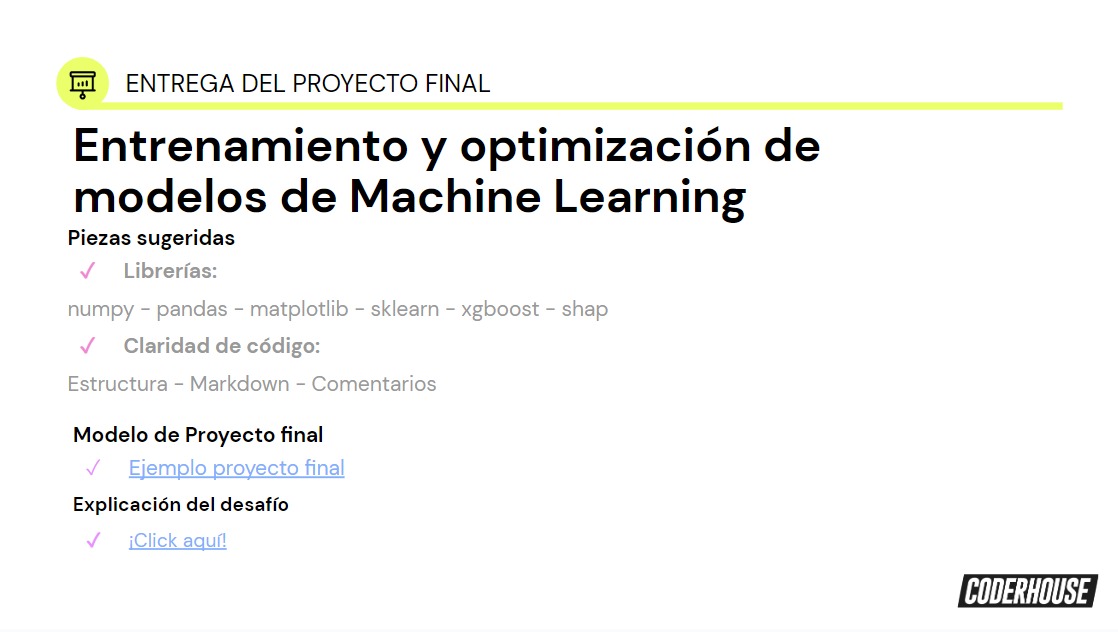 ENTREGA DEL PROYECTO FINAL
Entrenamiento y optimización de
modelos de Machine Learning
Piezas sugeridas
✓ Librerías:
numpy - pandas - matplotlib - sklearn - xgboost - shap
✓ Claridad de código:
Estructura - Markdown - Comentarios
Modelo de Proyecto final
✓ Ejemplo proyecto final
Explicación del desafío
✓ ¡Click aquí!
CODERHOUSE